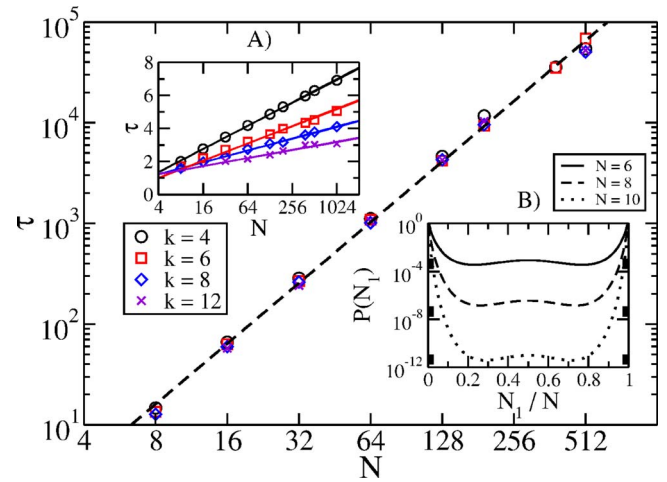 10^5
10^4
10^3
10^2
10^1
τ
4 8 16 32 64 128 256 512
N
A)
8
6
4
2
0
τ
4 16 64 256 1024
N
k = 4
k = 6
k = 8
k = 12
N = 6
N = 8
N = 10
B)
10^0
10^-4
10^-8
10^-12
P(N_1)
0 0.2 0.4 0.6 0.8 1
N_1 / N